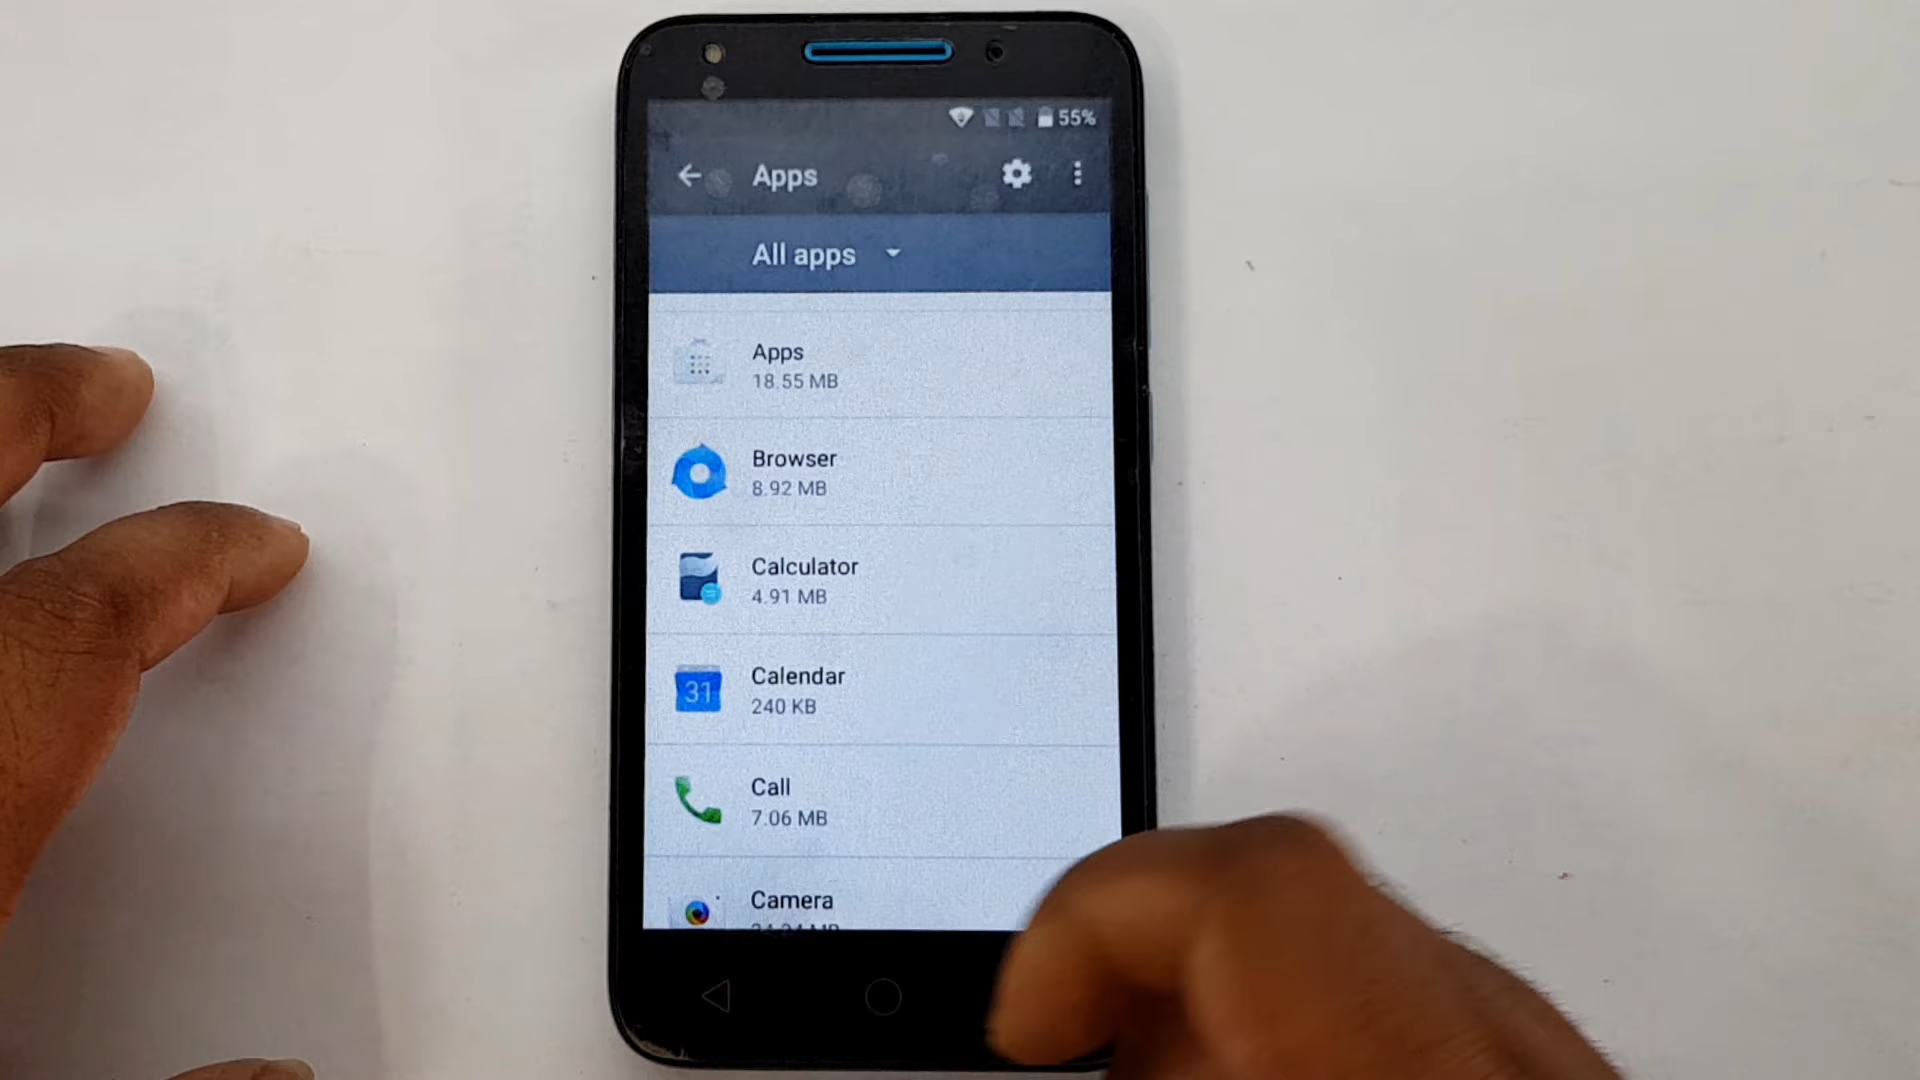 55%
Apps
All apps
Apps
18.55 MB
Browser
8.92 MB
Calculator
4.91 MB
31
Calendar
240 KB
Call
7.06 MB
Camera